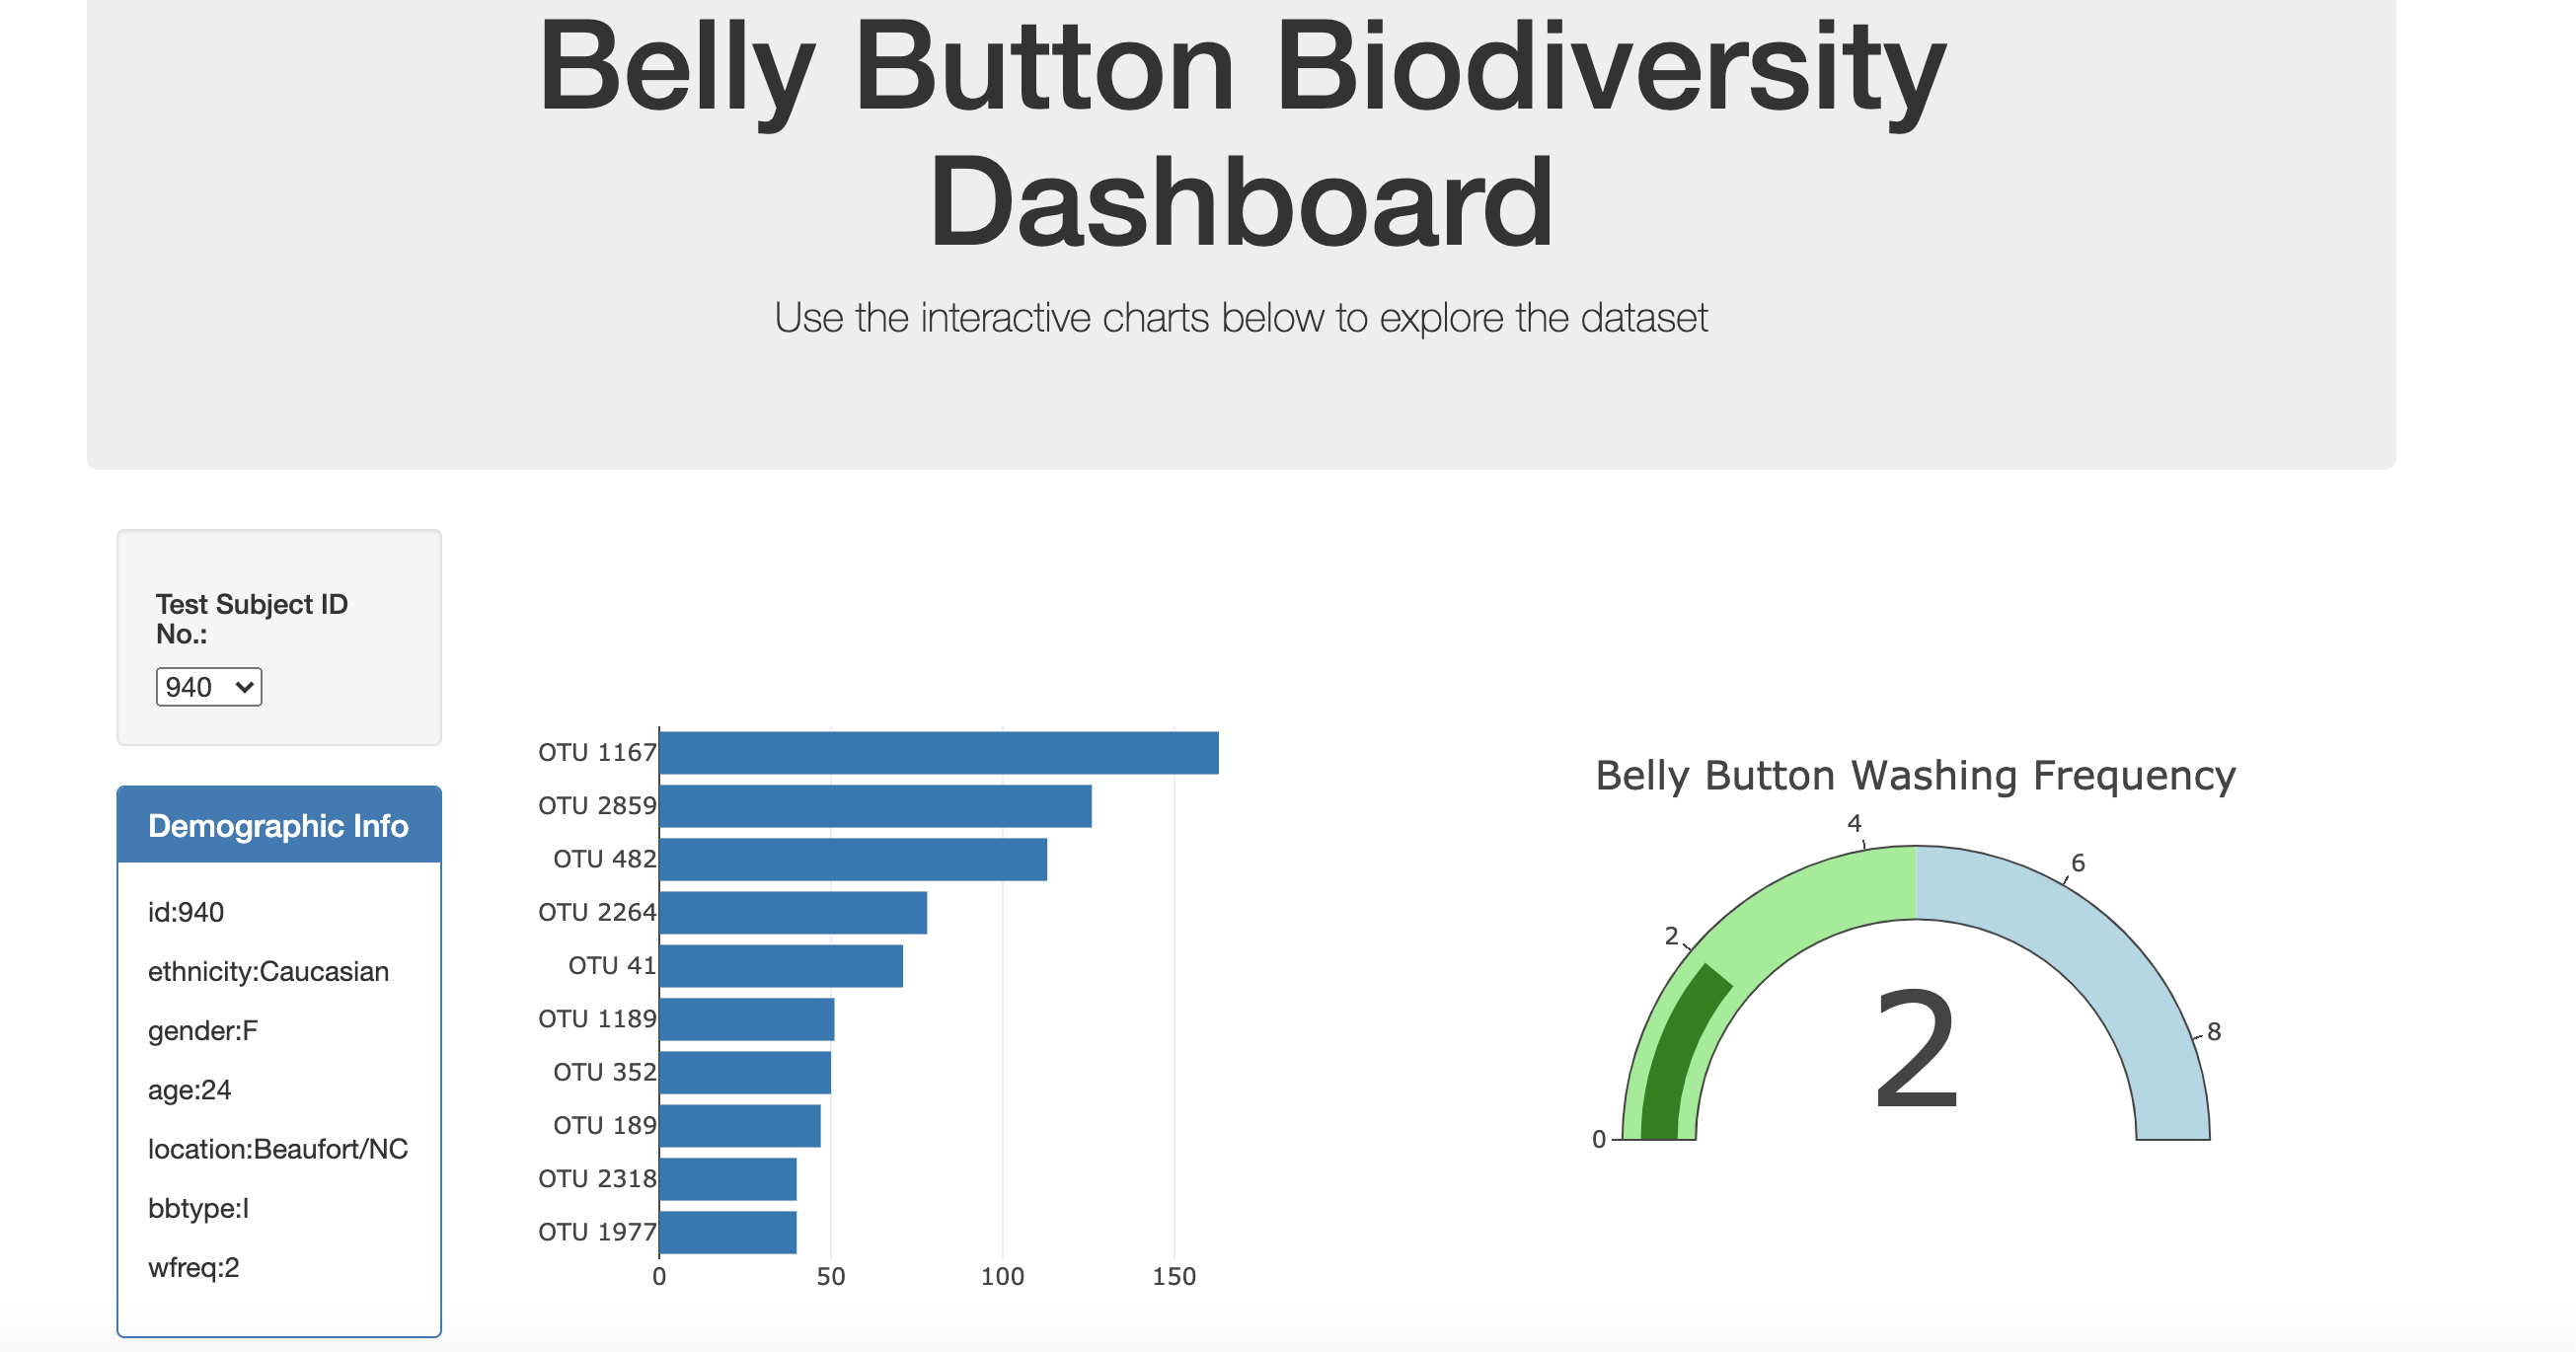 Belly Button Biodiversity
Dashboard
Use the interactive charts below to explore the dataset
Test Subject ID
No.:
940
Demographic Info
id:940
ethnicity:Caucasian
gender:F
age:24
location:Beaufort/NC
bbtype:I
wfreq:2
OTU 1167
OTU 2859
OTU 482
OTU 2264
OTU 41
OTU 1189
OTU 352
OTU 189
OTU 2318
OTU 1977
0 50 100 150
Belly Button Washing Frequency
0 2 4 6 8
2